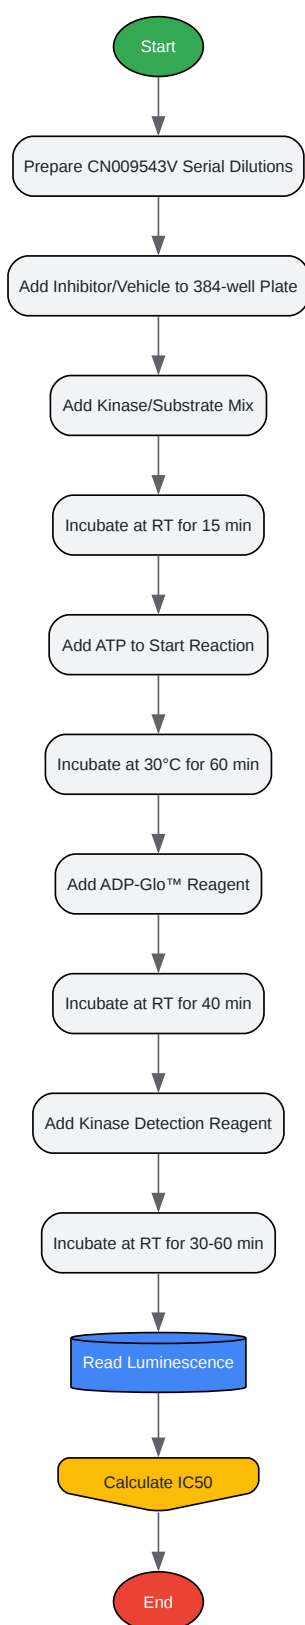 Start
Prepare CN009543V Serial Dilutions
Add Inhibitor/Vehicle to 384-well Plate
Add Kinase/Substrate Mix
Incubate at RT for 15 min
Add ATP to Start Reaction
Incubate at 30°C for 60 min
Add ADP-Glo™ Reagent
Incubate at RT for 40 min
Add Kinase Detection Reagent
Incubate at RT for 30-60 min
Read Luminescence
Calculate IC50
End